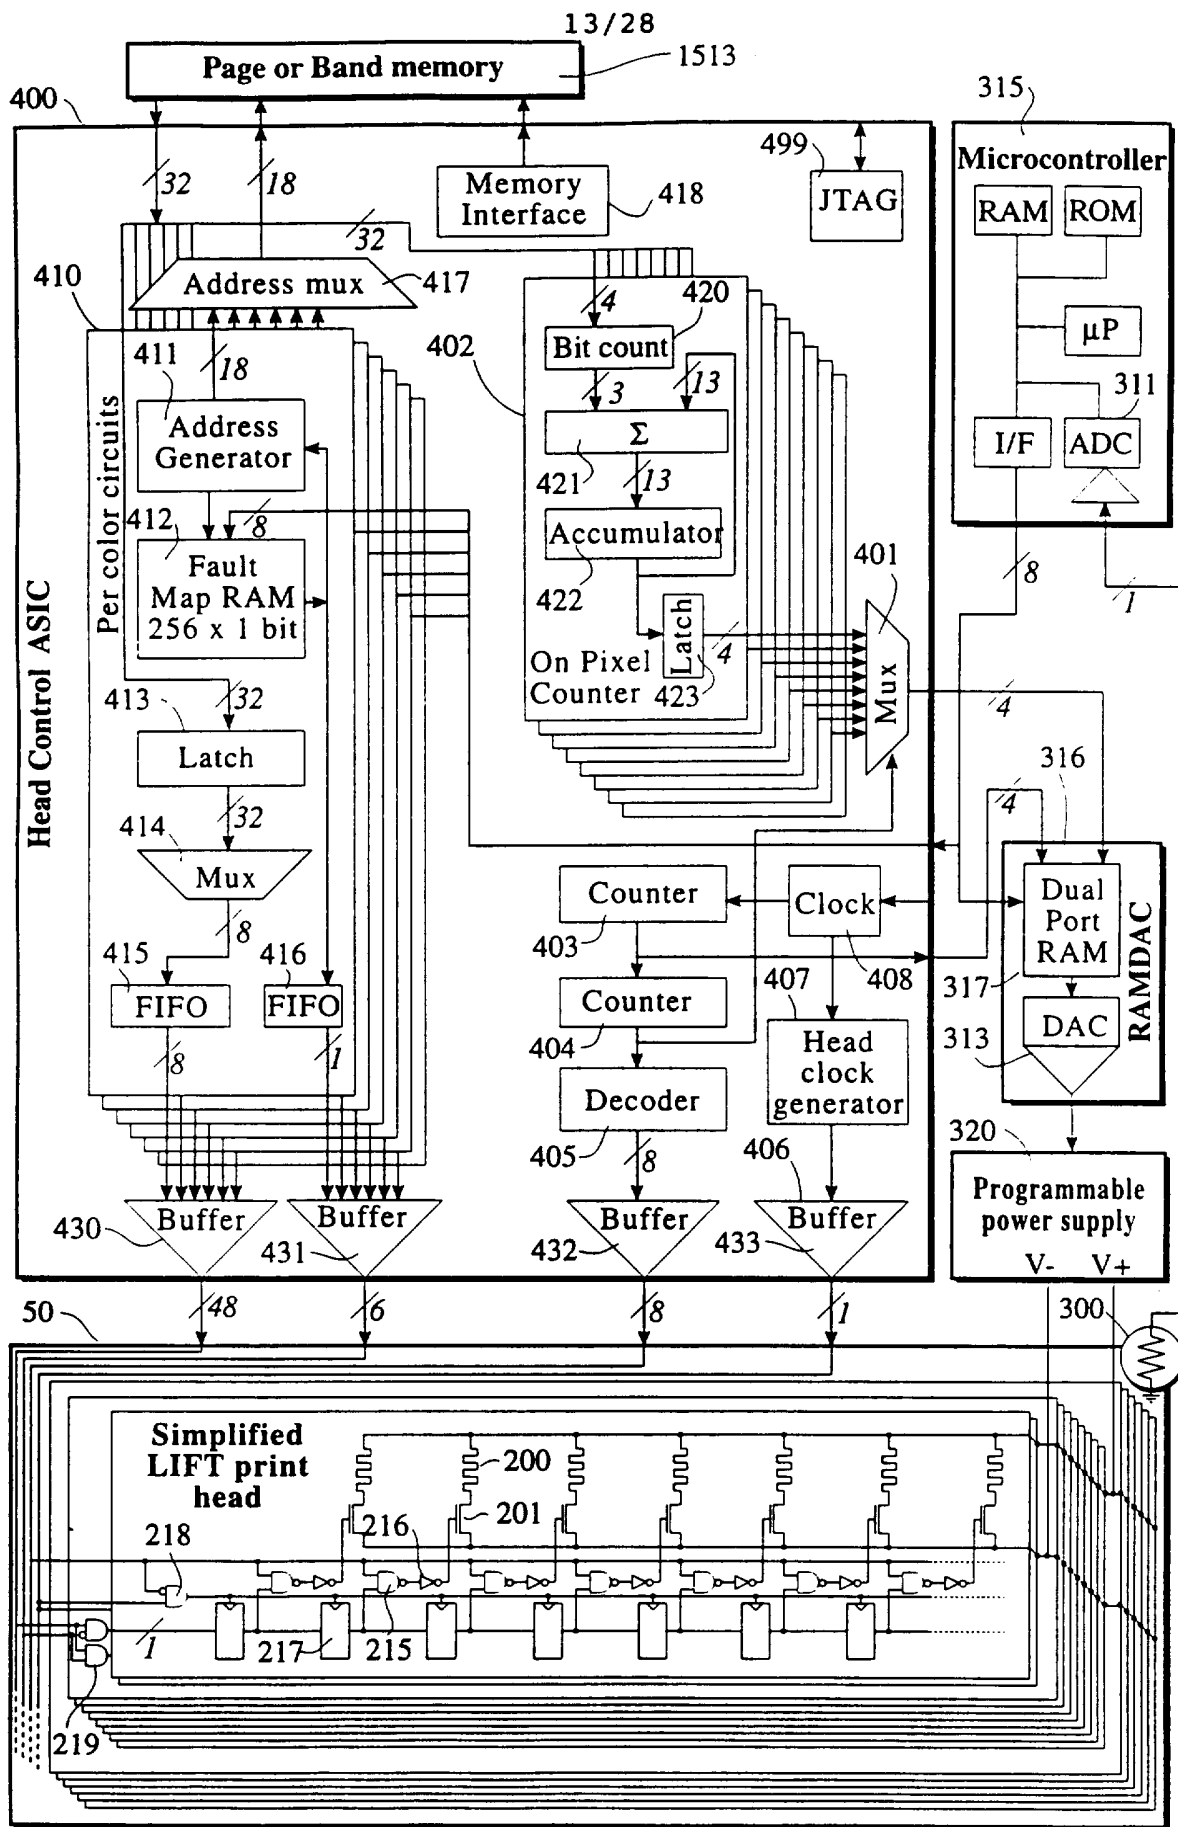 13/28
Page or Band memory
1513
400
315
32
18
Memory
Interface
418
499
JTAG
Microcontroller
RAM
ROM
µP
311
I/F
ADC
8
1
32
410
Address mux
417
411
18
Per color circuits
Address
Generator
412
8
Fault
Map RAM
256 x 1 bit
413
32
Latch
32
414
Mux
8
415
FIFO
416
FIFO
8
1
Head Control ASIC
402
4
420
Bit count
3
13
Σ
421
13
Accumulator
422
Latch
4
423
On Pixel
Counter
401
Mux
4
316
4
Counter
403
Clock
408
Dual
Port
RAM
317
RAMDAC
407
Counter
404
DAC
313
Head
clock
generator
Decoder
405
8
406
320
Programmable
power supply
V-
V+
Buffer
430
Buffer
431
Buffer
432
Buffer
433
48
6
8
1
50
300
Simplified
LIFT print
head
200
201
216
218
1
217
215
219